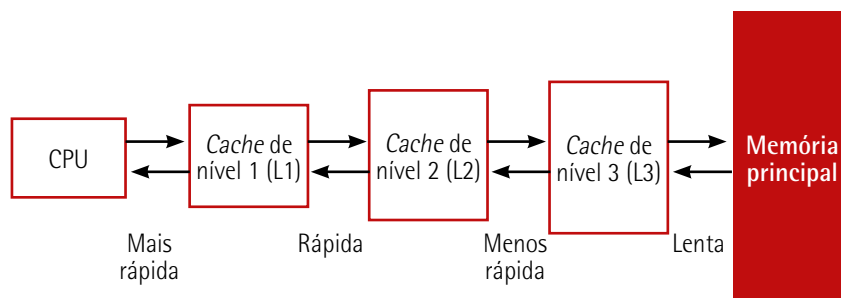 CPU
Cache de
nível 1 (L1)
Cache de
nível 2 (L2)
Cache de
nível 3 (L3)
Memória
principal
Mais
rápida
Rápida
Menos
rápida
Lenta